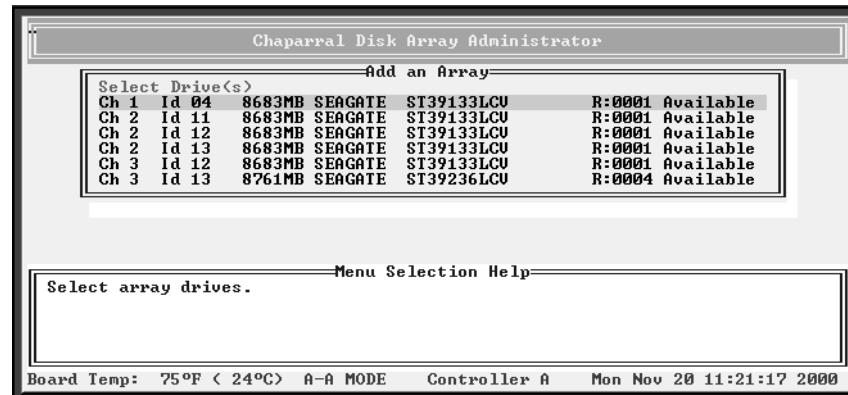 Chaparral Disk Array Administrator
Add an Array
Select Drive(s)
Ch 1 Id 04 8683MB SEAGATE ST39133LCV R:0001 Available
Ch 2 Id 11 8683MB SEAGATE ST39133LCV R:0001 Available
Ch 2 Id 12 8683MB SEAGATE ST39133LCV R:0001 Available
Ch 2 Id 13 8683MB SEAGATE ST39133LCV R:0001 Available
Ch 3 Id 12 8683MB SEAGATE ST39133LCV R:0001 Available
Ch 3 Id 13 8761MB SEAGATE ST39236LCV R:0004 Available
Menu Selection Help
Select array drives.
Board Temp: 75°F ( 24°C) A-A MODE Controller A Mon Nov 20 11:21:17 2000